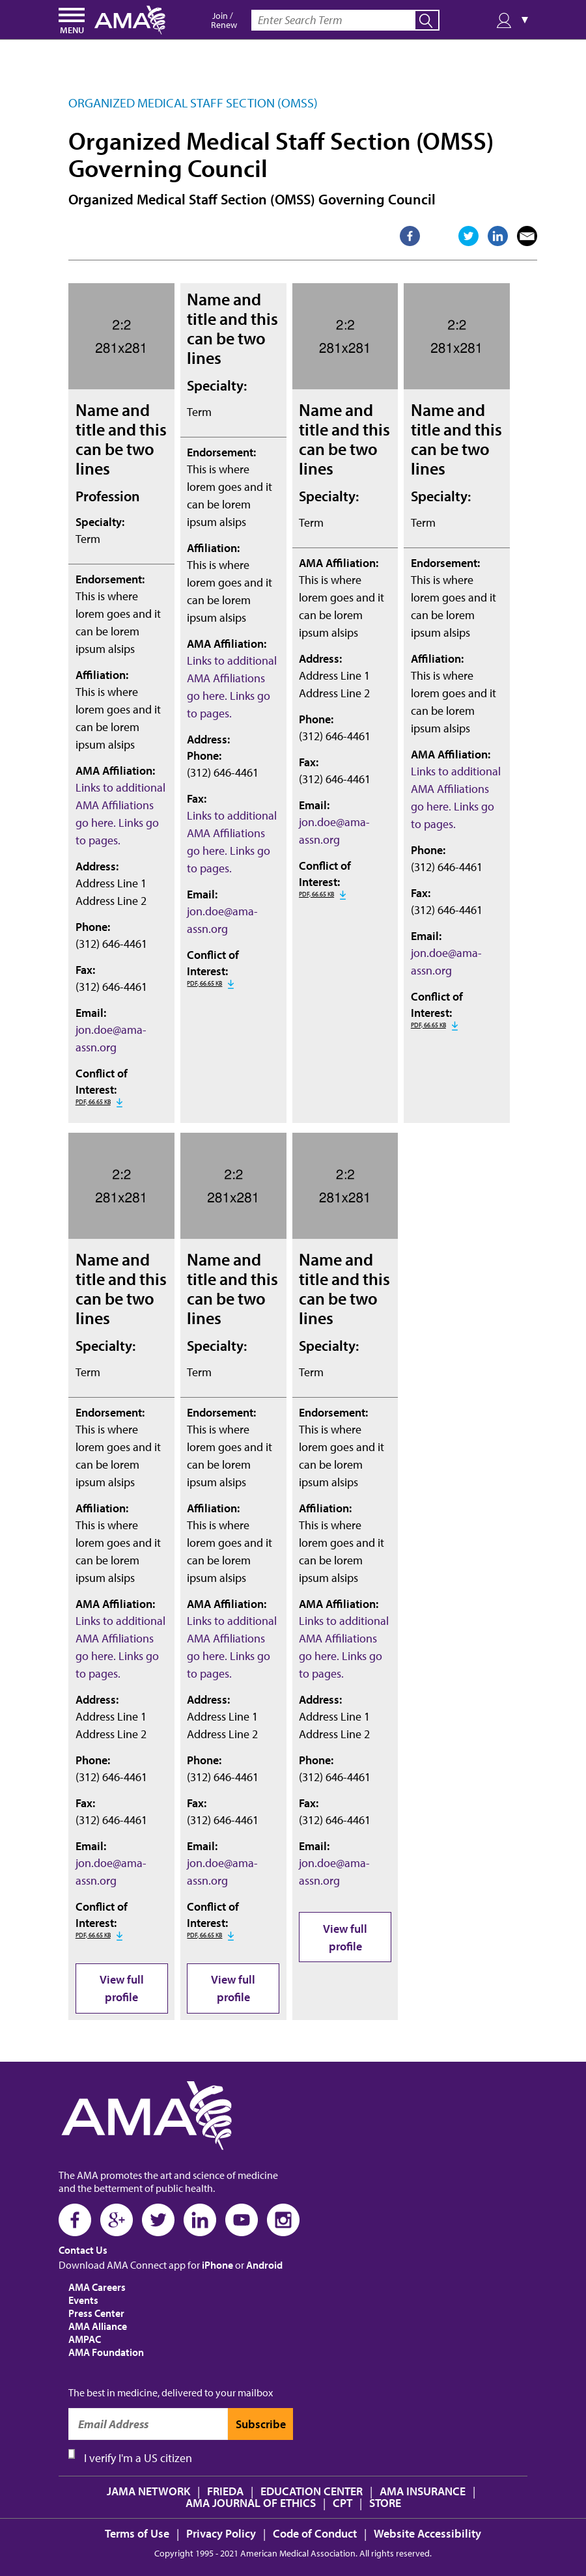 MENU
AMA
Join /
Renew
Enter Search Term
▼
ORGANIZED MEDICAL STAFF SECTION (OMSS)
Organized Medical Staff Section (OMSS)
Governing Council
Organized Medical Staff Section (OMSS) Governing Council
2:2
281x281
Name and
title and this
can be two
lines
Profession
Specialty:
Term
Endorsement:
This is where
lorem goes and it
can be lorem
ipsum alsips
Affiliation:
This is where
lorem goes and it
can be lorem
ipsum alsips
AMA Affiliation:
Links to additional
AMA Affiliations
go here. Links go
to pages.
Address:
Address Line 1
Address Line 2
Phone:
(312) 646-4461
Fax:
(312) 646-4461
Email:
jon.doe@ama-
assn.org
Conflict of
Interest:
PDF, 66.65 KB
Name and
title and this
can be two
lines
Specialty:
Term
Endorsement:
This is where
lorem goes and it
can be lorem
ipsum alsips
Affiliation:
This is where
lorem goes and it
can be lorem
ipsum alsips
AMA Affiliation:
Links to additional
AMA Affiliations
go here. Links go
to pages.
Address:
Phone:
(312) 646-4461
Fax:
Links to additional
AMA Affiliations
go here. Links go
to pages.
Email:
jon.doe@ama-
assn.org
Conflict of
Interest:
PDF, 66.65 KB
2:2
281x281
Name and
title and this
can be two
lines
Specialty:
Term
AMA Affiliation:
This is where
lorem goes and it
can be lorem
ipsum alsips
Address:
Address Line 1
Address Line 2
Phone:
(312) 646-4461
Fax:
(312) 646-4461
Email:
jon.doe@ama-
assn.org
Conflict of
Interest:
PDF, 66.65 KB
2:2
281x281
Name and
title and this
can be two
lines
Specialty:
Term
Endorsement:
This is where
lorem goes and it
can be lorem
ipsum alsips
Affiliation:
This is where
lorem goes and it
can be lorem
ipsum alsips
AMA Affiliation:
Links to additional
AMA Affiliations
go here. Links go
to pages.
Phone:
(312) 646-4461
Fax:
(312) 646-4461
Email:
jon.doe@ama-
assn.org
Conflict of
Interest:
PDF, 66.65 KB
2:2
281x281
Name and
title and this
can be two
lines
Specialty:
Term
Endorsement:
This is where
lorem goes and it
can be lorem
ipsum alsips
Affiliation:
This is where
lorem goes and it
can be lorem
ipsum alsips
AMA Affiliation:
Links to additional
AMA Affiliations
go here. Links go
to pages.
Address:
Address Line 1
Address Line 2
Phone:
(312) 646-4461
Fax:
(312) 646-4461
Email:
jon.doe@ama-
assn.org
Conflict of
Interest:
PDF, 66.65 KB
View full
profile
2:2
281x281
Name and
title and this
can be two
lines
Specialty:
Term
Endorsement:
This is where
lorem goes and it
can be lorem
ipsum alsips
Affiliation:
This is where
lorem goes and it
can be lorem
ipsum alsips
AMA Affiliation:
Links to additional
AMA Affiliations
go here. Links go
to pages.
Address:
Address Line 1
Address Line 2
Phone:
(312) 646-4461
Fax:
(312) 646-4461
Email:
jon.doe@ama-
assn.org
Conflict of
Interest:
PDF, 66.65 KB
View full
profile
2:2
281x281
Name and
title and this
can be two
lines
Specialty:
Term
Endorsement:
This is where
lorem goes and it
can be lorem
ipsum alsips
Affiliation:
This is where
lorem goes and it
can be lorem
ipsum alsips
AMA Affiliation:
Links to additional
AMA Affiliations
go here. Links go
to pages.
Address:
Address Line 1
Address Line 2
Phone:
(312) 646-4461
Fax:
(312) 646-4461
Email:
jon.doe@ama-
assn.org
View full
profile
AMA
The AMA promotes the art and science of medicine
and the betterment of public health.
Contact Us
Download AMA Connect app for iPhone or Android
AMA Careers
Events
Press Center
AMA Alliance
AMPAC
AMA Foundation
The best in medicine, delivered to your mailbox
Email Address
Subscribe
I verify I'm a US citizen
JAMA NETWORK | FRIEDA | EDUCATION CENTER | AMA INSURANCE |
AMA JOURNAL OF ETHICS | CPT | STORE
Terms of Use | Privacy Policy | Code of Conduct | Website Accessibility
Copyright 1995 - 2021 American Medical Association. All rights reserved.